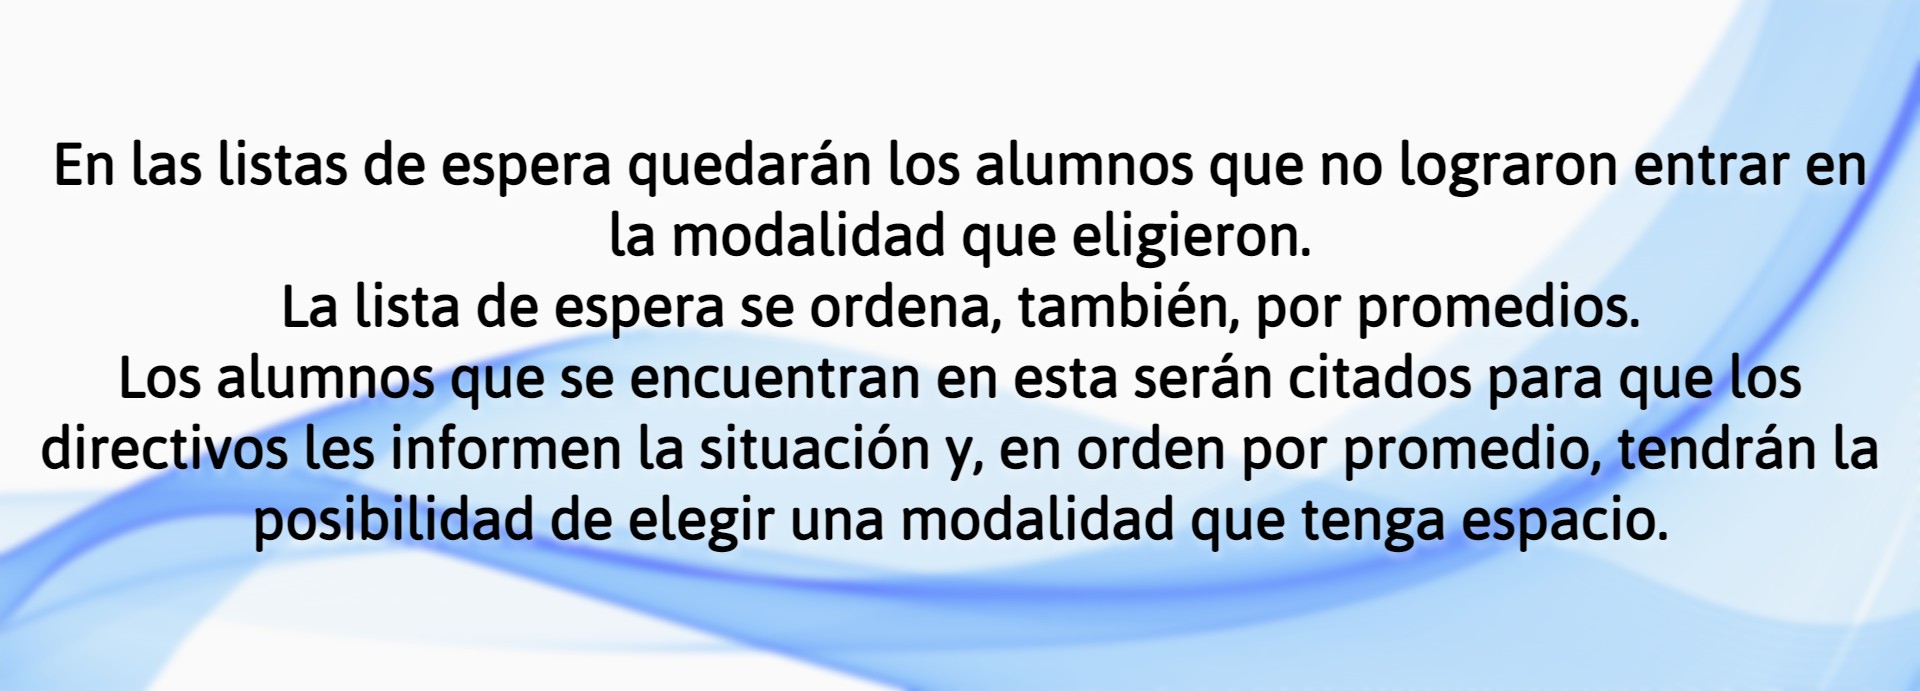 En las listas de espera quedarán los alumnos que no lograron entrar en
la modalidad que eligieron.
La lista de espera se ordena, también, por promedios.
Los alumnos que se encuentran en esta serán citados para que los
directivos les informen la situación y, en orden por promedio, tendrán la
posibilidad de elegir una modalidad que tenga espacio.